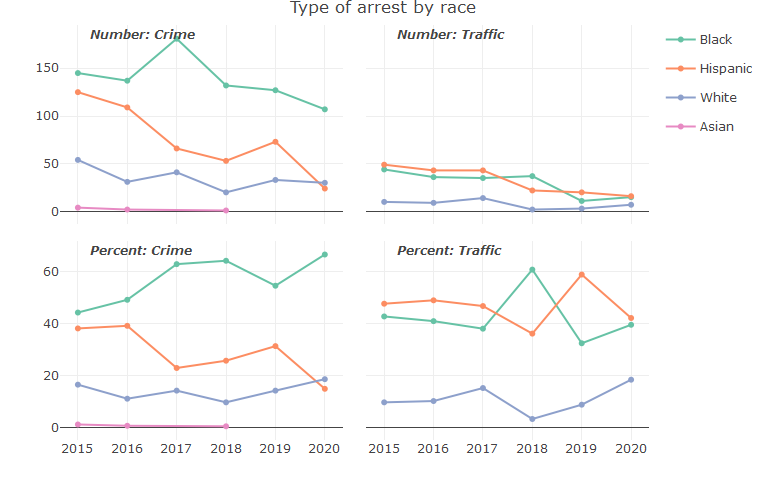 Type of arrest by race
Number: Crime
Number: Traffic
Black
Hispanic
White
Asian
150
100
50
0
Percent: Crime
Percent: Traffic
60
40
20
0
2015 2016 2017 2018 2019 2020
2015 2016 2017 2018 2019 2020